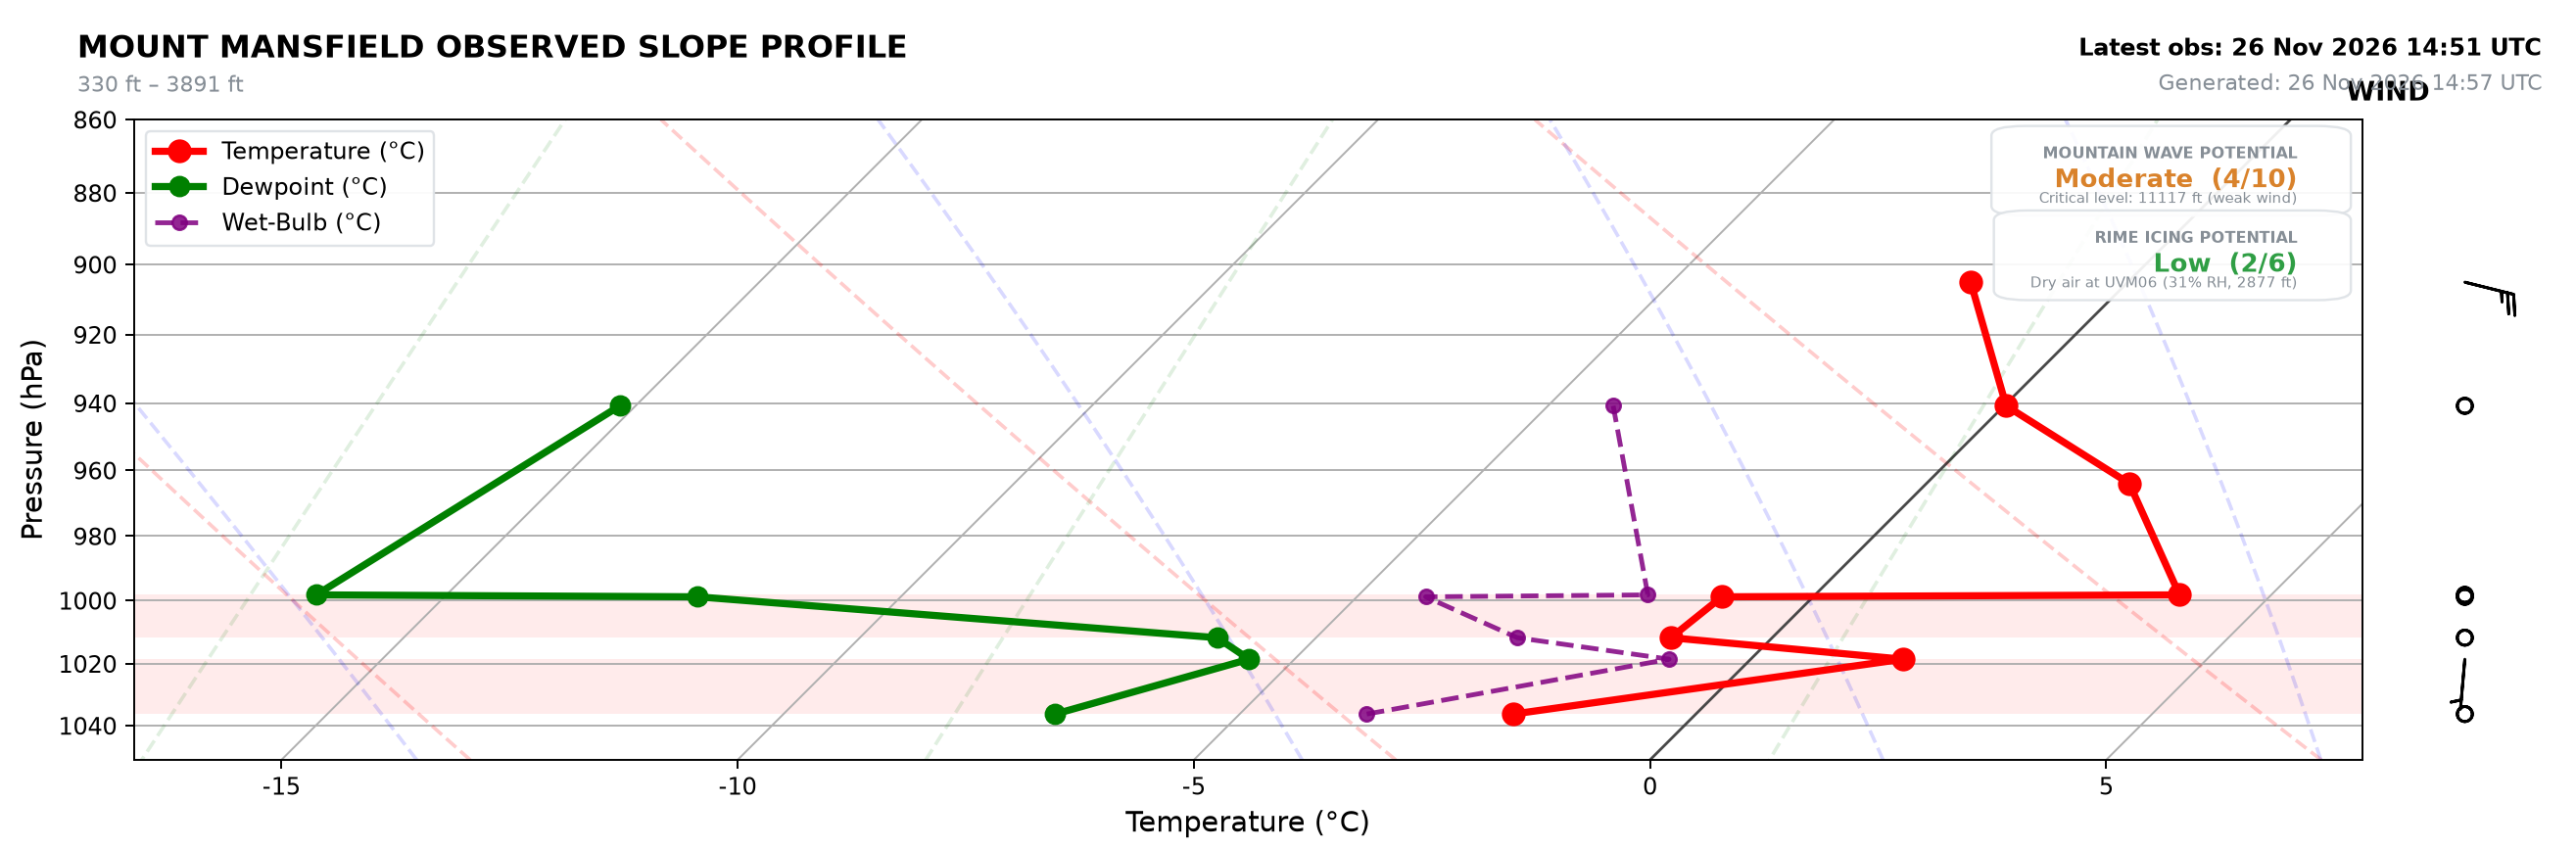 MOUNT MANSFIELD OBSERVED SLOPE PROFILE
Latest obs: 26 Nov 2026 14:51 UTC
330 ft – 3891 ft
Generated: 26 Nov 2026 14:57 UTC
WIND
Temperature (°C)
Dewpoint (°C)
Wet-Bulb (°C)
MOUNTAIN WAVE POTENTIAL
Moderate (4/10)
Critical level: 11117 ft (weak wind)
RIME ICING POTENTIAL
Low (2/6)
Dry air at UVM06 (31% RH, 2877 ft)
Pressure (hPa)
860
880
900
920
940
960
980
1000
1020
1040
-15
-10
-5
0
5
Temperature (°C)